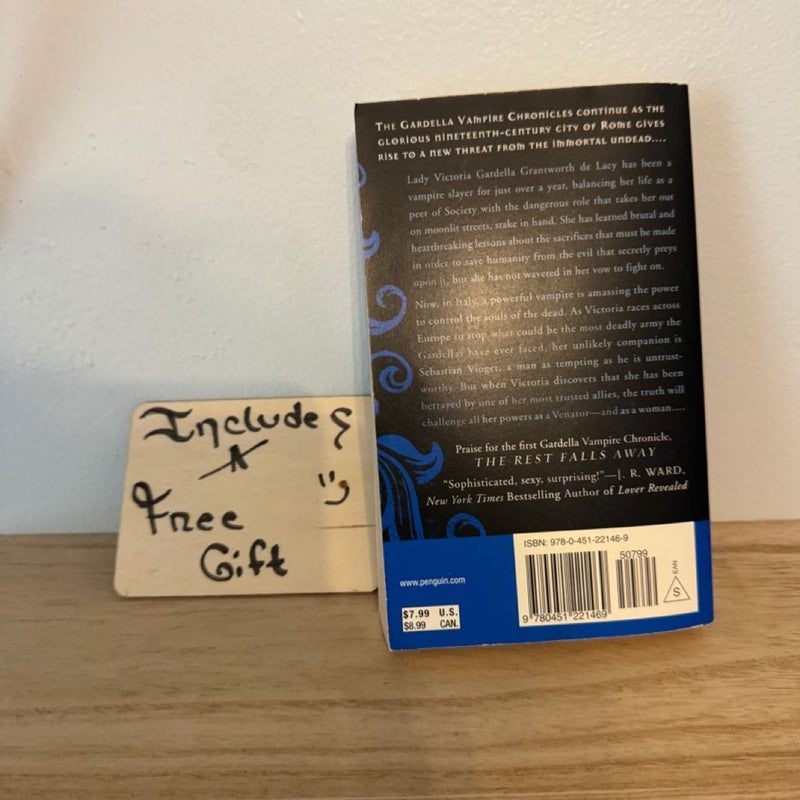 Includes
A
Free
Gift
THE GARDELLA VAMPIRE CHRONICLES CONTINUE AS THE
GLORIOUS NINETEENTH-CENTURY CITY OF ROME GIVES
RISE TO A NEW THREAT FROM THE IMMORTAL UNDEAD....
Lady Victoria Gardella Grantworth de Lacy has been a
vampire slayer for just over a year, balancing her life as a
peer of Society with the dangerous role that takes her out
on moonlit streets, stake in hand. She has learned brutal and
heartbreaking lessons about the sacrifices that must be made
in order to save humanity from the evil that secretly preys
upon it, but she has not wavered in her vow to fight on.
Now, in Italy, a powerful vampire is amassing the power
to control the souls of the dead. As Victoria races across
Europe to stop what could be the most deadly army the
Gardellas have ever faced, her unlikely companion is
Sebastian Vioget, a man as tempting as he is untrust-
worthy. But when Victoria discovers that she has been
betrayed by one of her most trusted allies, the truth will
challenge all her powers as a Venator—and as a woman....
Praise for the first Gardella Vampire Chronicle,
THE REST FALLS AWAY
"Sophisticated, sexy, surprising!"—J. R. WARD,
New York Times Bestselling Author of Lover Revealed
ISBN: 978-0-451-22146-9
50799
EAN
S
www.penguin.com
$7.99 U.S.
$8.99 CAN.
9 780451 221469